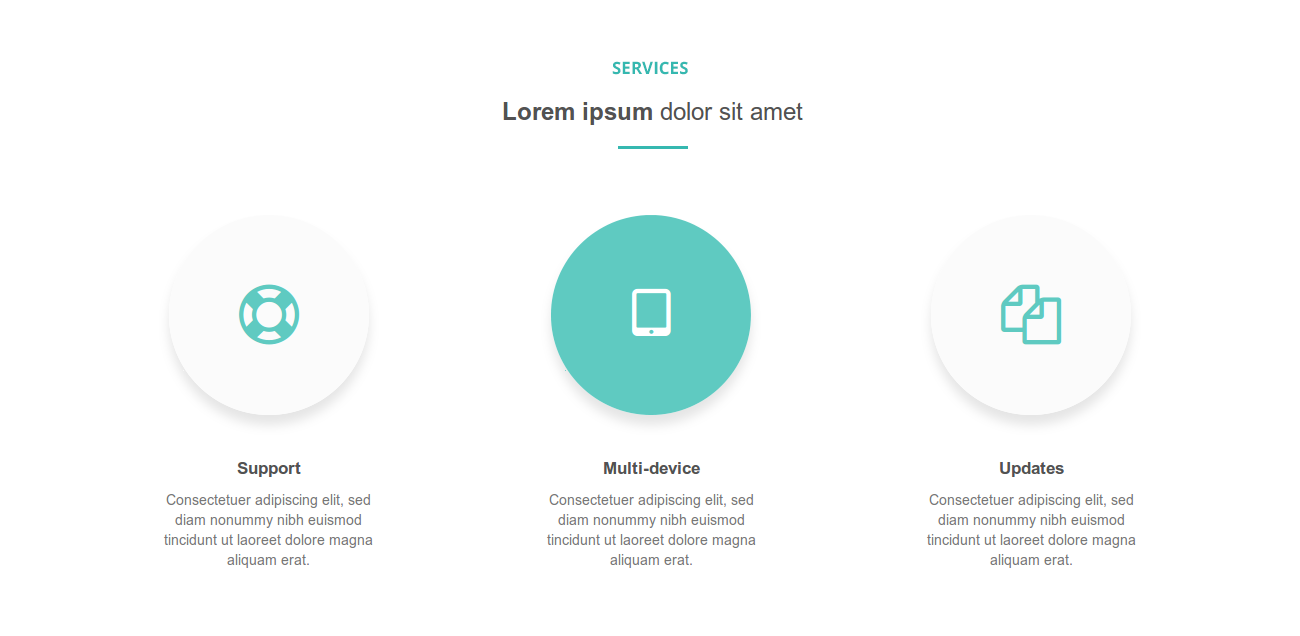 SERVICES
Lorem ipsum dolor sit amet
Support
Consectetuer adipiscing elit, sed
diam nonummy nibh euismod
tincidunt ut laoreet dolore magna
aliquam erat.
Multi-device
Consectetuer adipiscing elit, sed
diam nonummy nibh euismod
tincidunt ut laoreet dolore magna
aliquam erat.
Updates
Consectetuer adipiscing elit, sed
diam nonummy nibh euismod
tincidunt ut laoreet dolore magna
aliquam erat.